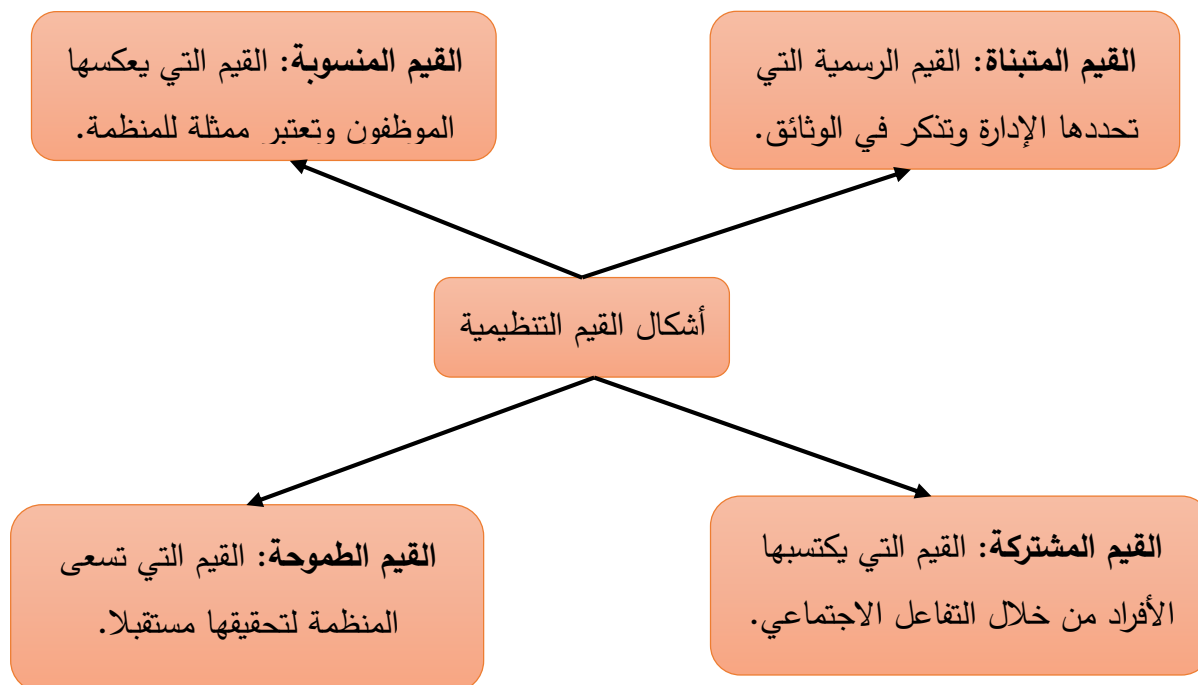 القيم المتبناة: القيم الرسمية التي
تحددها الإدارة وتذكر في الوثائق.
القيم المنسوبة: القيم التي يعكسها
الموظفون وتعتبر ممثلة للمنظمة.
أشكال القيم التنظيمية
القيم المشتركة: القيم التي يكتسبها
الأفراد من خلال التفاعل الاجتماعي.
القيم الطموحة: القيم التي تسعى
المنظمة لتحقيقها مستقبلا.